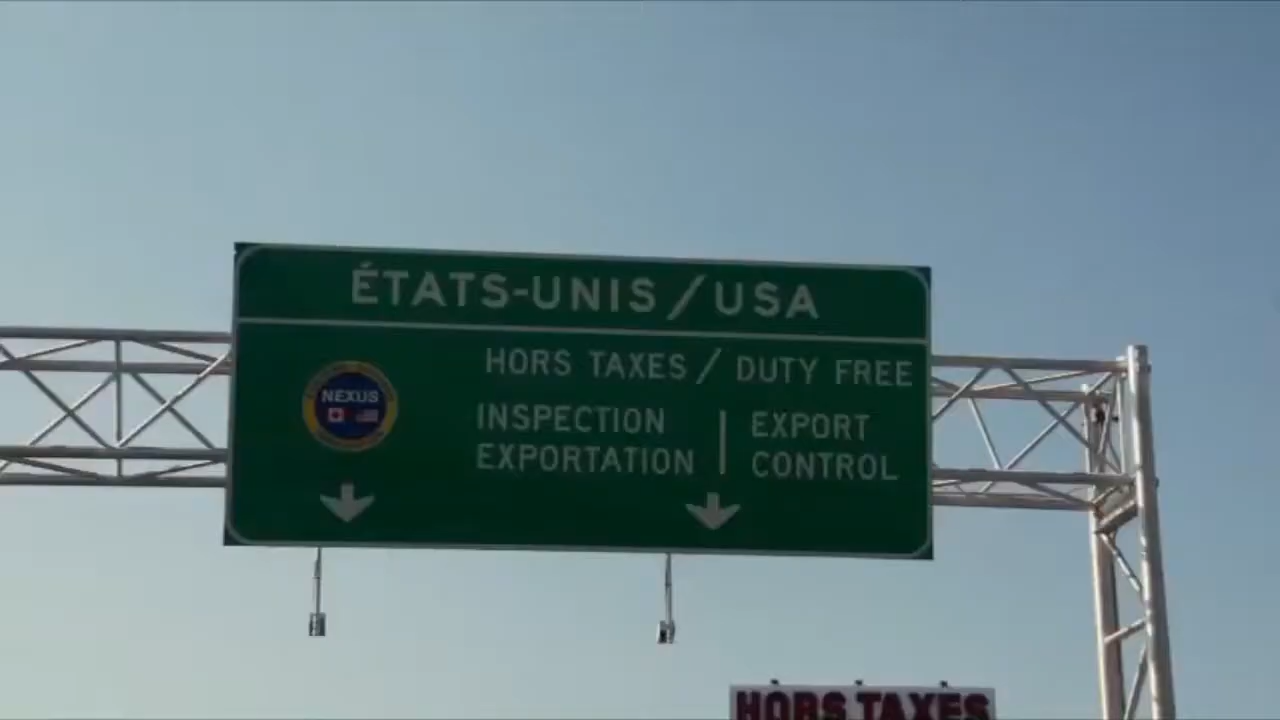 ÉTATS-UNIS / USA
HORS TAXES / DUTY FREE
NEXUS
INSPECTION | EXPORT
EXPORTATION | CONTROL
HORS TAXES